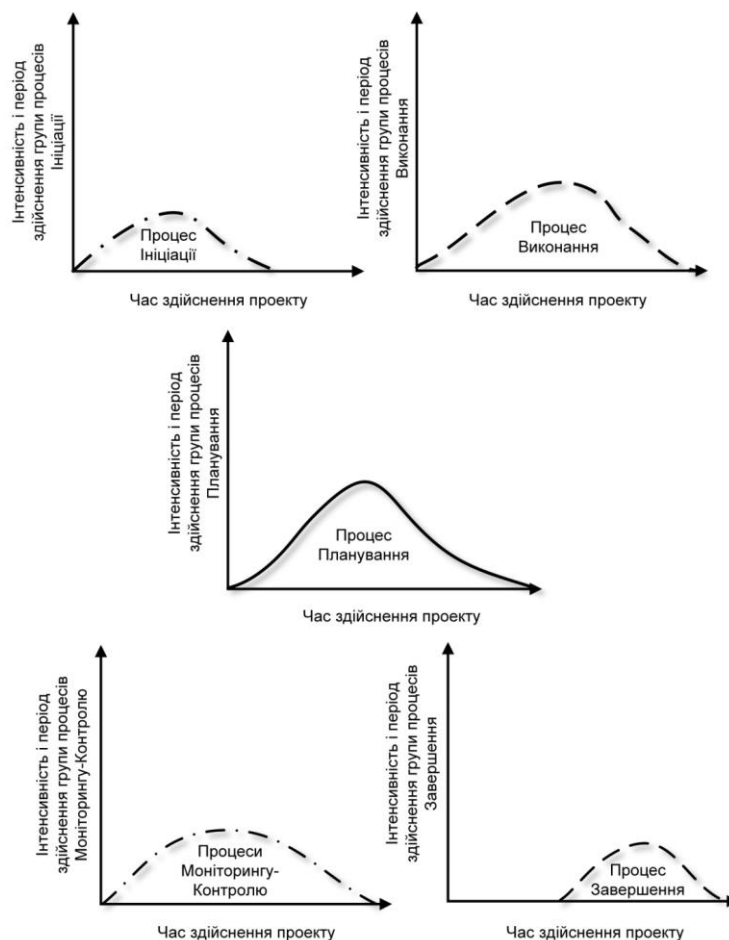 Інтенсивність і період
здійснення групи процесів
Ініціації
Процес
Ініціації
Час здійснення проекту
Інтенсивність і період
здійснення групи процесів
Виконання
Процес
Виконання
Час здійснення проекту
Інтенсивність і період
здійснення групи процесів
Планування
Процес
Планування
Час здійснення проекту
Інтенсивність і період
здійснення групи процесів
Моніторингу-Контролю
Процеси
Моніторингу-
Контролю
Час здійснення проекту
Інтенсивність і період
здійснення групи процесів
Завершення
Процес
Завершення
Час здійснення проекту